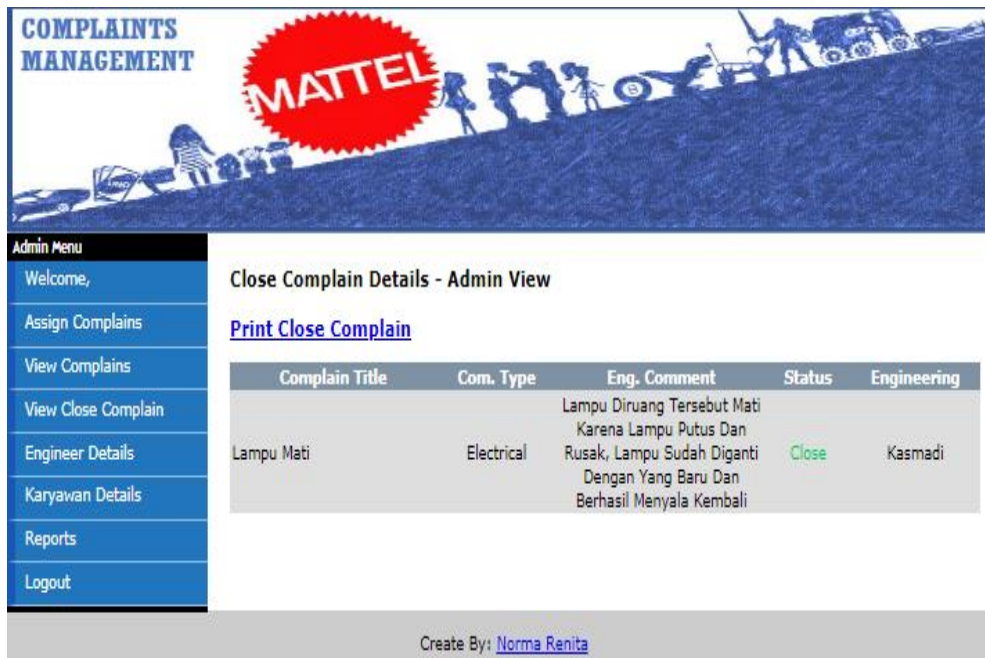 COMPLAINTS
MANAGEMENT
MATTEL
Admin Menu
Welcome,
Assign Complains
View Complains
View Close Complain
Engineer Details
Karyawan Details
Reports
Logout
Close Complain Details - Admin View
Print Close Complain
Complain Title Com. Type Eng. Comment Status Engineering
Lampu Diruang Tersebut Mati
Karena Lampu Putus Dan
Lampu Mati Electrical Rusak, Lampu Sudah Diganti Close Kasmadi
Dengan Yang Baru Dan
Berhasil Menyala Kembali
Create By: Norma Renita